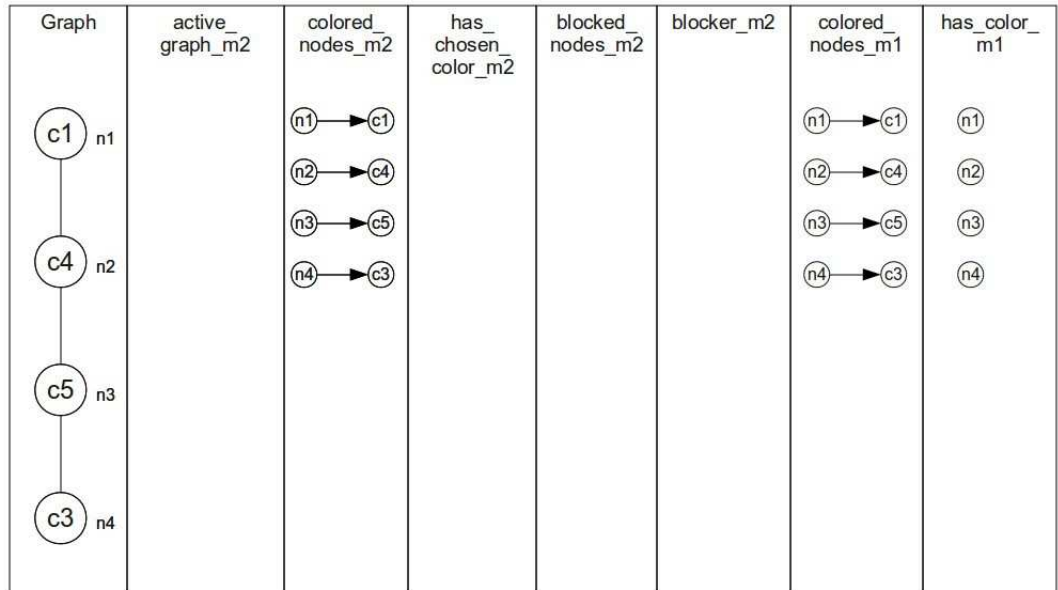 Graph
active_
graph_m2
colored_
nodes_m2
has_
chosen_
color_m2
blocked_
nodes_m2
blocker_m2
colored_
nodes_m1
has_color_
m1
c1 n1
n1 c1
n1 c1
n1
n2 c4
n2 c4
n2
n3 c5
n3 c5
n3
c4 n2
n4 c3
n4 c3
n4
c5 n3
c3 n4